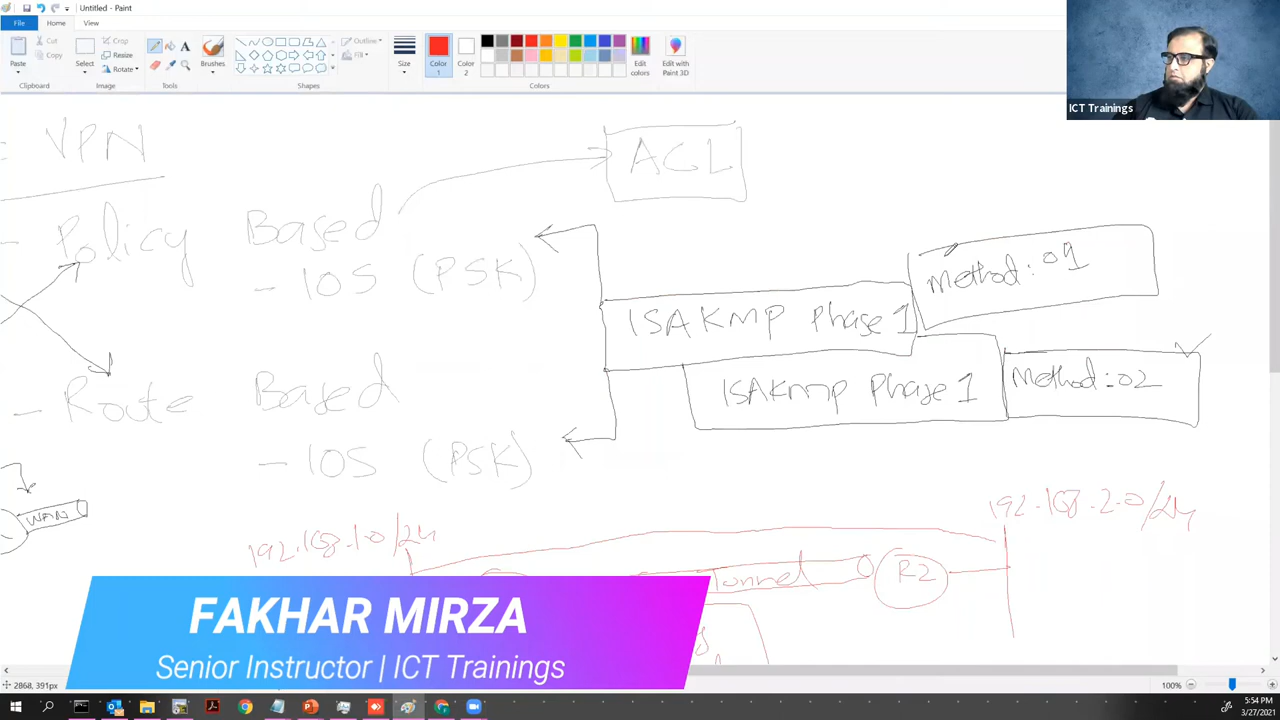 Untitled - Paint
File
Home
View
Paste
Cut
Copy
Clipboard
Select
Crop
Resize
Rotate
Image
Tools
Brushes
Outline
Fill
Shapes
Size
Color 1
Color 2
Edit colors
Edit with Paint 3D
Colors
ICT Trainings
VPN
ACL
- Policy Based
- IOS (PSK)
Method: 01
ISAKMP Phase 1
ISAKmp Phase 1
Method: 02
- Route Based
- IOS (PSK)
WAN
192.168.1.0/24
192.168.2.0/24
Tunnel
R2
FAKHAR MIRZA
Senior Instructor | ICT Trainings
2868, 391px
100%
5:54 PM
3/27/2021